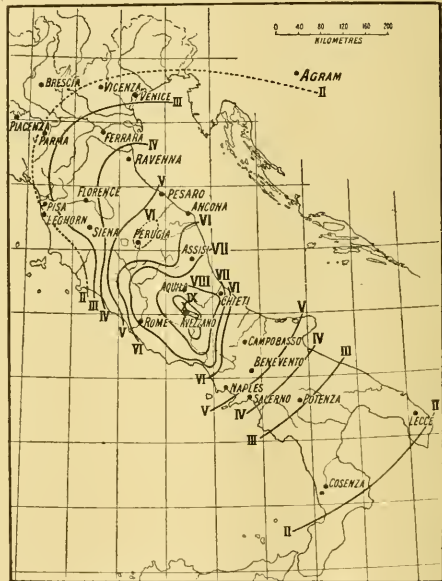 40 0 40 80 120 160 200
KILOMETRES
AGRAM
BRESCIA
VICENZA
VENICE
II
III
PIACENZA
PARMA
FERRARA
IV
RAVENNA
FLORENCE
V
PESARO
PISA
LEGHORN
VI
ANCONA
VI
SIENA
PERUGIA
VII
ASSISI
VII
VIII
VI
AQUILA
IX
CHIETI
II
III
IV
ROME
AVEZZANO
V
VI
V
CAMPOBASSO
IV
VI
BENEVENTO
III
NAPLES
V
SALERNO
IV
POTENZA
II
LECCE
III
COSENZA
II